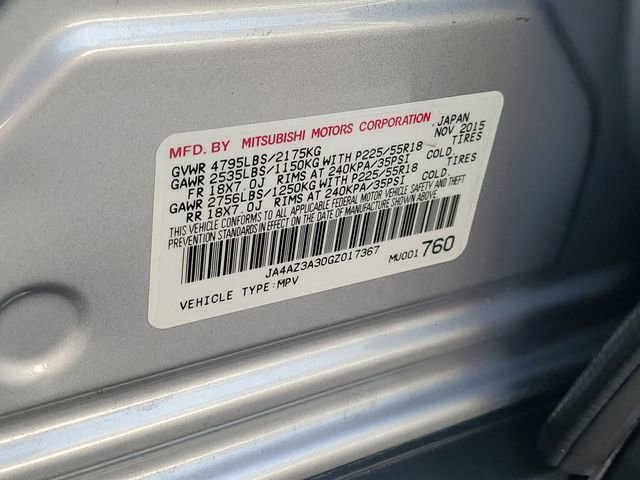 MFD. BY MITSUBISHI MOTORS CORPORATION JAPAN
GVWR 4795LBS/2175KG NOV 2015
GAWR 2535LBS/1150KG WITH P225/55R18 TIRES
FR 18X7.0J RIMS AT 240KPA/35PSI COLD.
GAWR 2756LBS/1250KG WITH P225/55R18 TIRES
RR 18X7.0J RIMS AT 240KPA/35PSI COLD.
THIS VEHICLE CONFORMS TO ALL APPLICABLE FEDERAL MOTOR VEHICLE SAFETY AND THEFT
PREVENTION STANDARDS IN EFFECT ON THE DATE OF MANUFACTURE SHOWN ABOVE.
JA4AZ3A30GZ017367 MU001760
VEHICLE TYPE:MPV